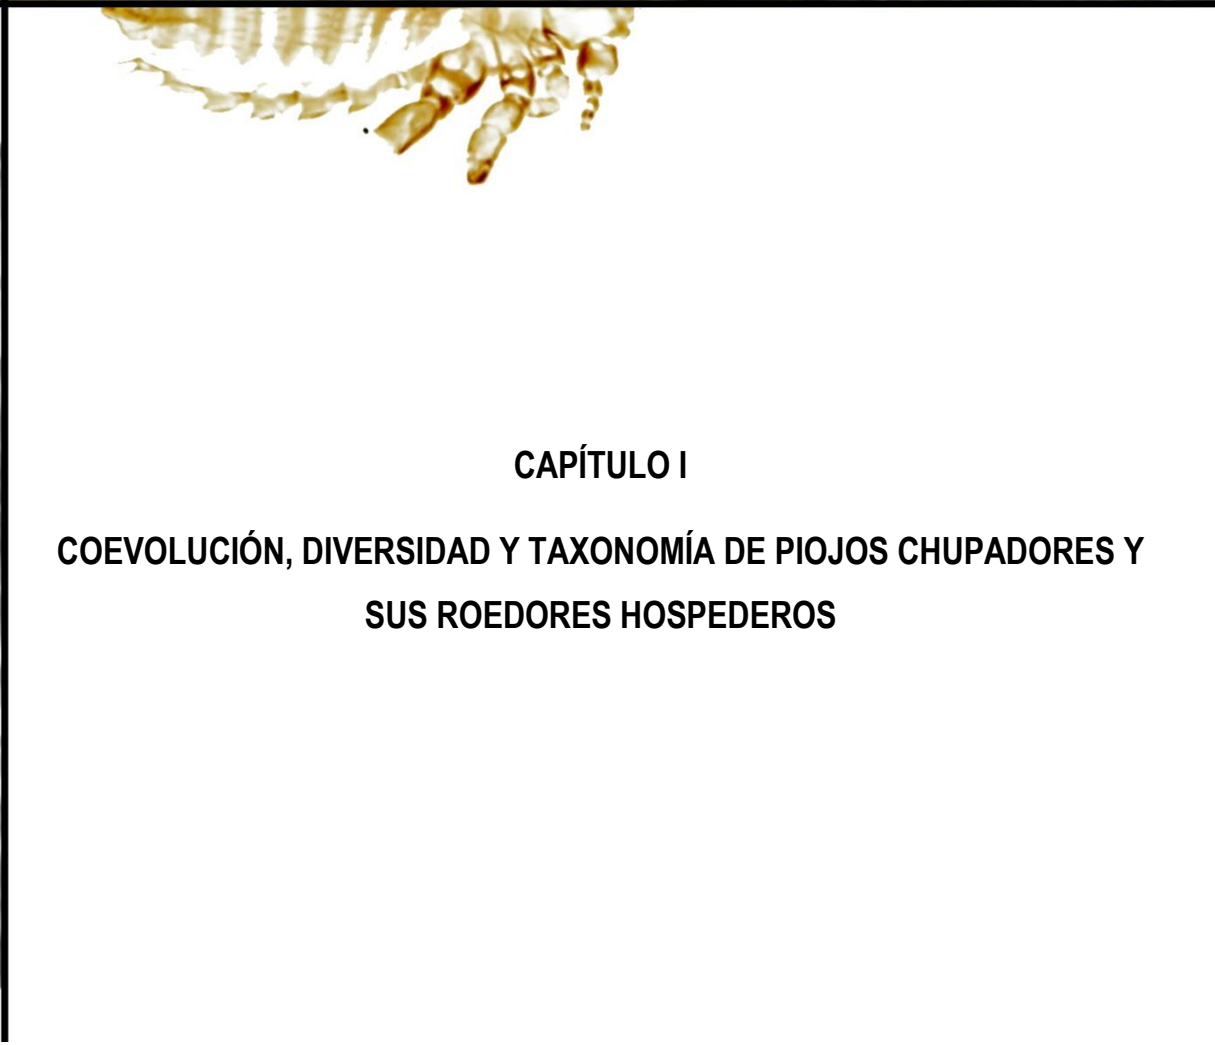 CAPÍTULO I
COEVOLUCIÓN, DIVERSIDAD Y TAXONOMÍA DE PIOJOS CHUPADORES Y
SUS ROEDORES HOSPEDEROS